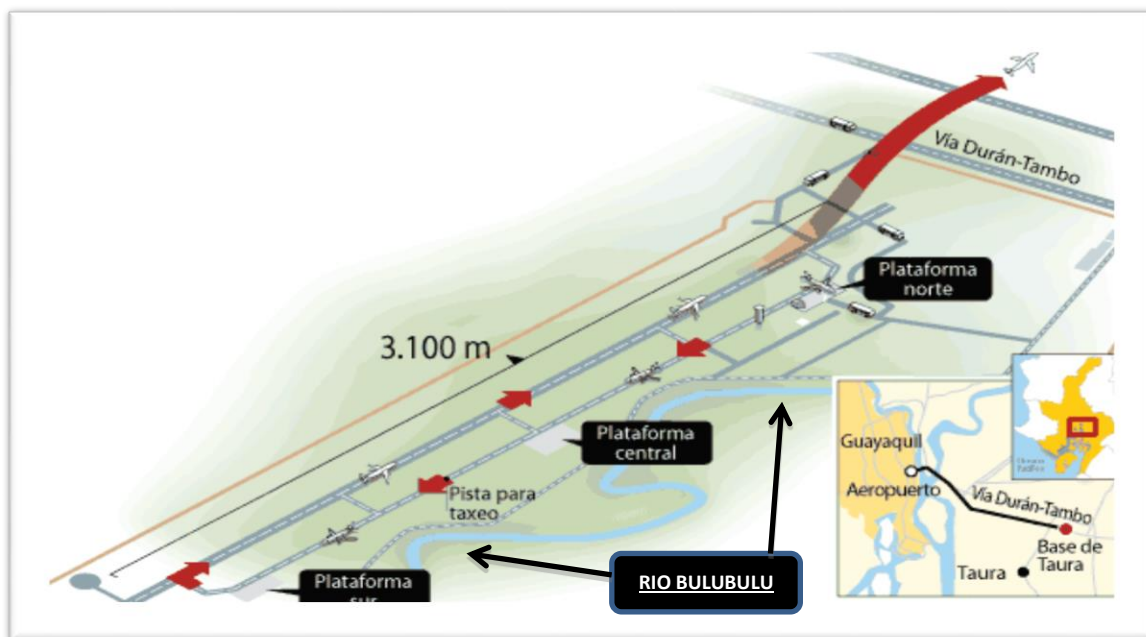 Vía Durán-Tambo
Plataforma
norte
3.100 m
Plataforma
central
Pista para
taxeo
Plataforma
sur
RIO BULUBULU
Guayaquil
Aeropuerto
Vía Durán-Tambo
Base de
Taura
Taura